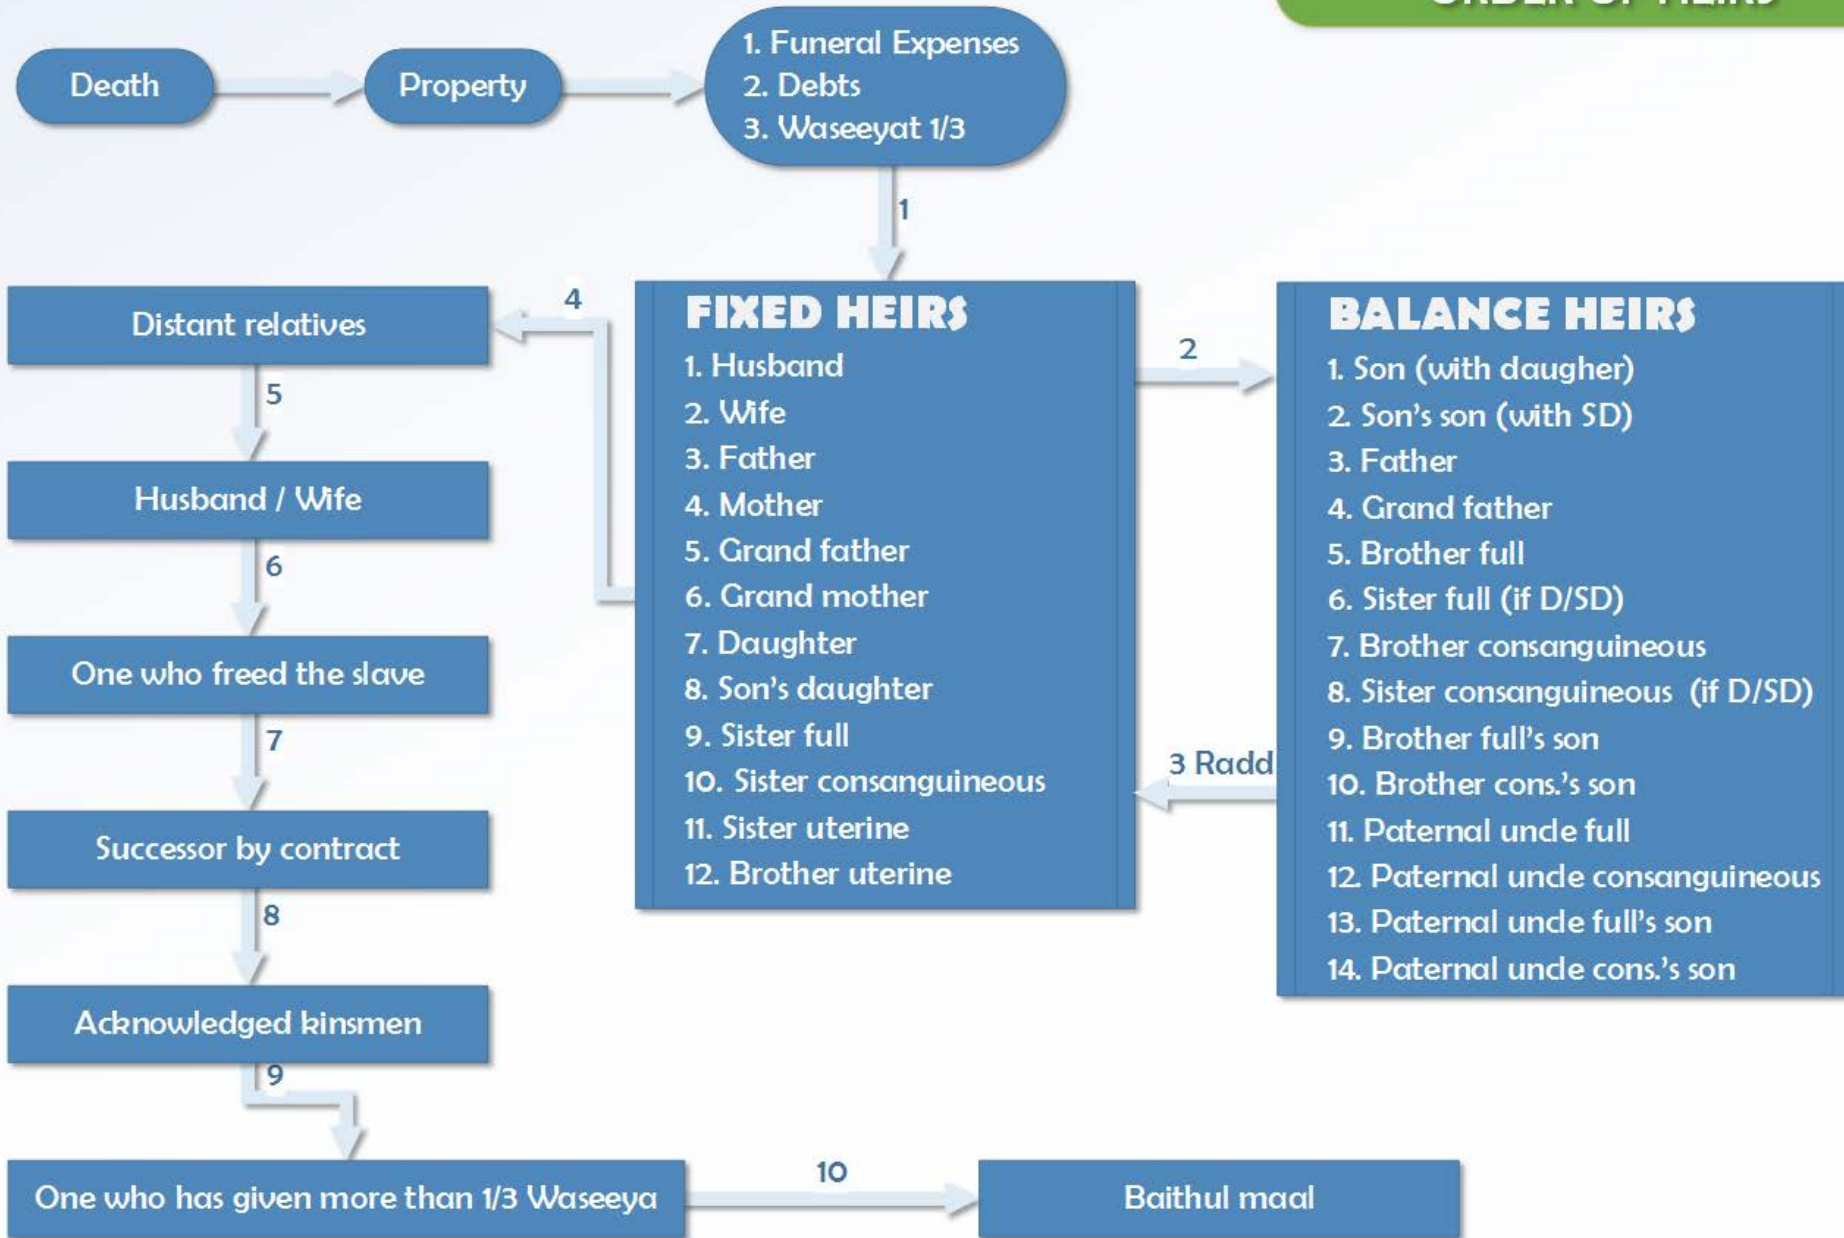 ORDER OF HEIRS
Death
Property
1. Funeral Expenses
2. Debts
3. Waseeyat 1/3
1
FIXED HEIRS
1. Husband
2. Wife
3. Father
4. Mother
5. Grand father
6. Grand mother
7. Daughter
8. Son's daughter
9. Sister full
10. Sister consanguineous
11. Sister uterine
12. Brother uterine
2
BALANCE HEIRS
1. Son (with daugher)
2. Son's son (with SD)
3. Father
4. Grand father
5. Brother full
6. Sister full (if D/SD)
7. Brother consanguineous
8. Sister consanguineous (if D/SD)
9. Brother full's son
10. Brother cons.'s son
11. Paternal uncle full
12. Paternal uncle consanguineous
13. Paternal uncle full's son
14. Paternal uncle cons.'s son
3 Radd
4
Distant relatives
5
Husband / Wife
6
One who freed the slave
7
Successor by contract
8
Acknowledged kinsmen
9
One who has given more than 1/3 Waseeya
10
Baithul maal